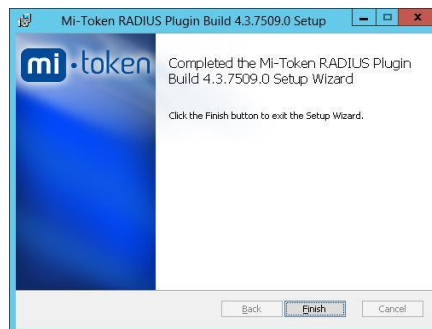 Mi-Token RADIUS Plugin Build 4.3.7509.0 Setup
mi·token
Completed the Mi-Token RADIUS Plugin
Build 4.3.7509.0 Setup Wizard
Click the Finish button to exit the Setup Wizard.
Back Finish Cancel